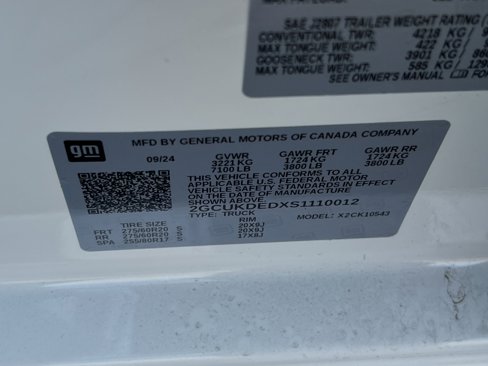 SAE J2807 TRAILER WEIGHT RATING
CONVENTIONAL TWR: 4218 KG /
MAX TONGUE WEIGHT: 422 KG
GOOSENECK TWR: 3901 KG /
MAX TONGUE WEIGHT: 585 KG /
SEE OWNER'S MANUAL
gm
MFD BY GENERAL MOTORS OF CANADA COMPANY
09/24 GVWR GAWR FRT GAWR RR
3221 KG 1724 KG 1724 KG
7100 LB 3800 LB 3800 LB
THIS VEHICLE CONFORMS TO ALL
APPLICABLE U.S. FEDERAL MOTOR
VEHICLE SAFETY STANDARDS IN EFFECT
ON THE DATE OF MANUFACTURE
SHOWN ABOVE.
2GCUKDEDXS1110012
TYPE: TRUCK MODEL: X2CK10543
TIRE SIZE RIM
FRT 275/60R20 S 20X9J
RR 275/60R20 S 20X9J
SPA 255/80R17 17X8J